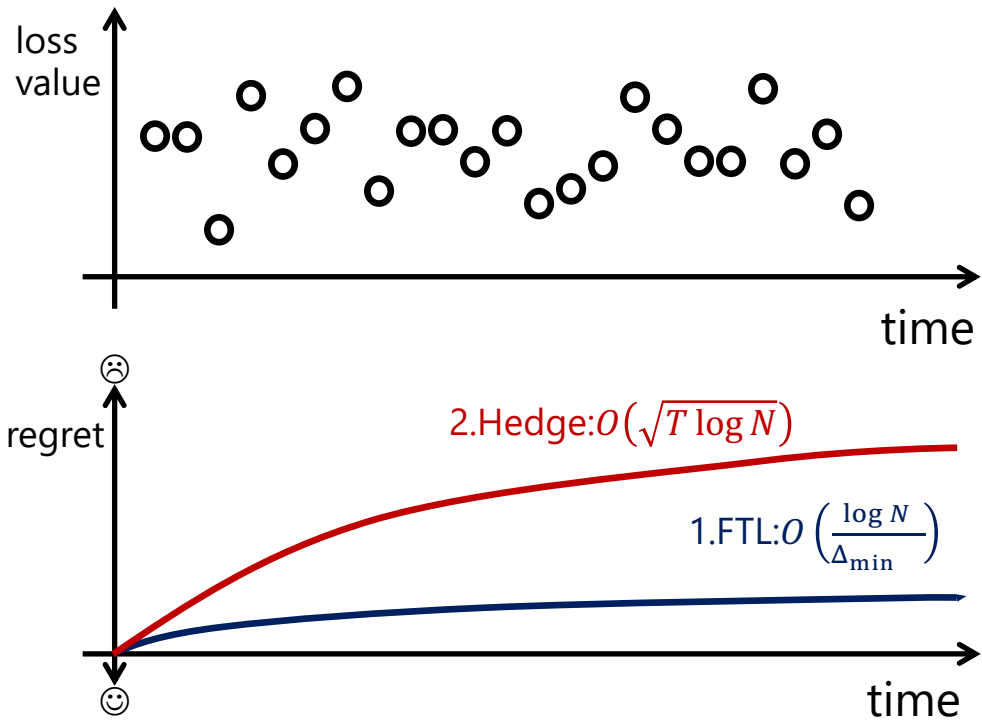 loss
value
time
regret
2.Hedge:O(√(T log N))
1.FTL:O(log N / Δmin)
time